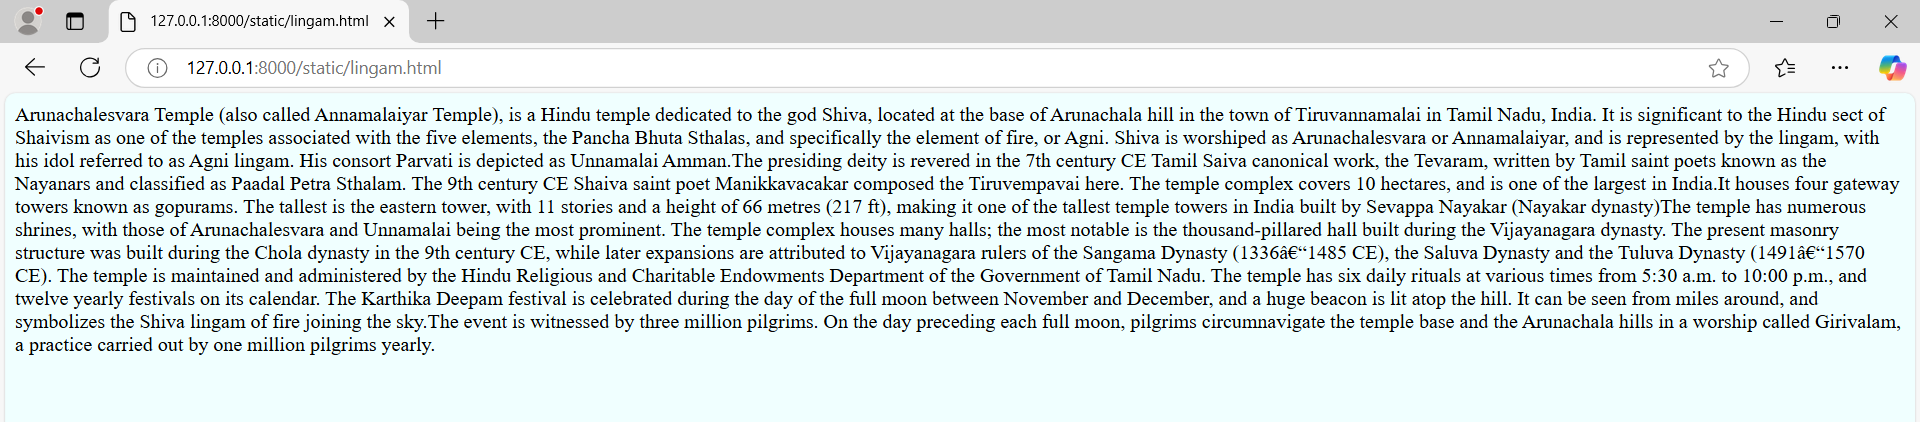 127.0.0.1:8000/static/lingam.html
127.0.0.1:8000/static/lingam.html
Arunachalesvara Temple (also called Annamalaiyar Temple), is a Hindu temple dedicated to the god Shiva, located at the base of Arunachala hill in the town of Tiruvannamalai in Tamil Nadu, India. It is significant to the Hindu sect of
Shaivism as one of the temples associated with the five elements, the Pancha Bhuta Sthalas, and specifically the element of fire, or Agni. Shiva is worshiped as Arunachalesvara or Annamalaiyar, and is represented by the lingam, with
his idol referred to as Agni lingam. His consort Parvati is depicted as Unnamalai Amman.The presiding deity is revered in the 7th century CE Tamil Saiva canonical work, the Tevaram, written by Tamil saint poets known as the
Nayanars and classified as Paadal Petra Sthalam. The 9th century CE Shaiva saint poet Manikkavacakar composed the Tiruvempavai here. The temple complex covers 10 hectares, and is one of the largest in India.It houses four gateway
towers known as gopurams. The tallest is the eastern tower, with 11 stories and a height of 66 metres (217 ft), making it one of the tallest temple towers in India built by Sevappa Nayakar (Nayakar dynasty)The temple has numerous
shrines, with those of Arunachalesvara and Unnamalai being the most prominent. The temple complex houses many halls; the most notable is the thousand-pillared hall built during the Vijayanagara dynasty. The present masonry
structure was built during the Chola dynasty in the 9th century CE, while later expansions are attributed to Vijayanagara rulers of the Sangama Dynasty (1336â€“1485 CE), the Saluva Dynasty and the Tuluva Dynasty (1491â€“1570
CE). The temple is maintained and administered by the Hindu Religious and Charitable Endowments Department of the Government of Tamil Nadu. The temple has six daily rituals at various times from 5:30 a.m. to 10:00 p.m., and
twelve yearly festivals on its calendar. The Karthika Deepam festival is celebrated during the day of the full moon between November and December, and a huge beacon is lit atop the hill. It can be seen from miles around, and
symbolizes the Shiva lingam of fire joining the sky.The event is witnessed by three million pilgrims. On the day preceding each full moon, pilgrims circumnavigate the temple base and the Arunachala hills in a worship called Girivalam,
a practice carried out by one million pilgrims yearly.